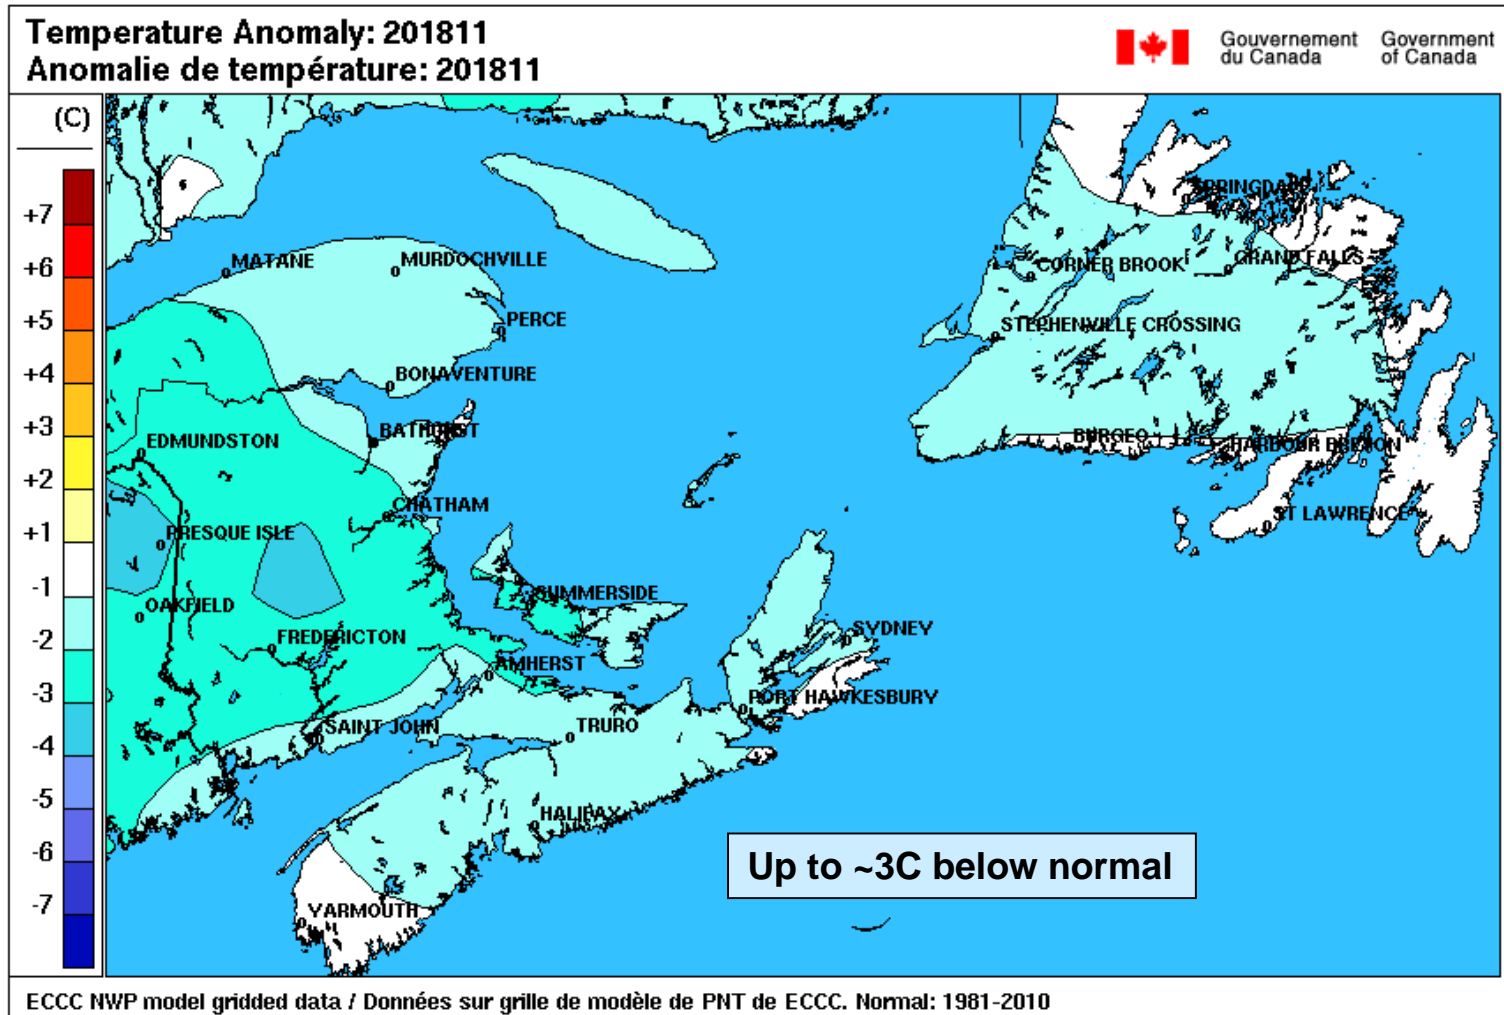 Temperature Anomaly: 201811
Anomalie de température: 201811
Gouvernement du Canada
Government of Canada
(C)
+7
+6
+5
+4
+3
+2
+1
-1
-2
-3
-4
-5
-6
-7
SPRINGDALE
MATANE
MURDOCHVILLE
CORNER BROOK
GRAND FALLS
PERCE
STEPHENVILLE CROSSING
BONAVENTURE
BATHURST
EDMUNDSTON
BURGEO
HARBOUR BRETON
CHATHAM
ST LAWRENCE
PRESQUE ISLE
SUMMERSIDE
OAKFIELD
FREDERICTON
SYDNEY
AMHERST
PORT HAWKESBURY
SAINT JOHN
TRURO
HALIFAX
Up to ~3C below normal
YARMOUTH
ECCC NWP model gridded data / Données sur grille de modèle de PNT de ECCC. Normal: 1981-2010